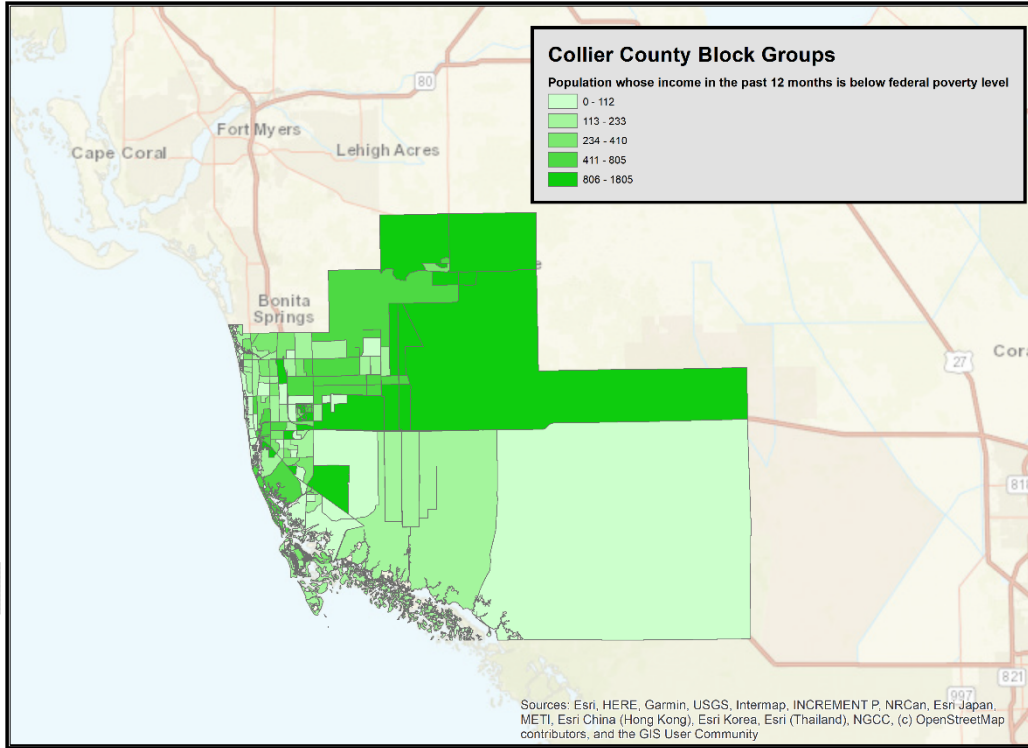 Collier County Block Groups
Population whose income in the past 12 months is below federal poverty level
0 - 112
113 - 233
234 - 410
411 - 805
806 - 1805
80
Fort Myers
Cape Coral
Lehigh Acres
Bonita
Springs
27
818
821
997
Sources: Esri, HERE, Garmin, USGS, Intermap, INCREMENT P, NRCan, Esri Japan,
METI, Esri China (Hong Kong), Esri Korea, Esri (Thailand), NGCC, (c) OpenStreetMap
contributors, and the GIS User Community